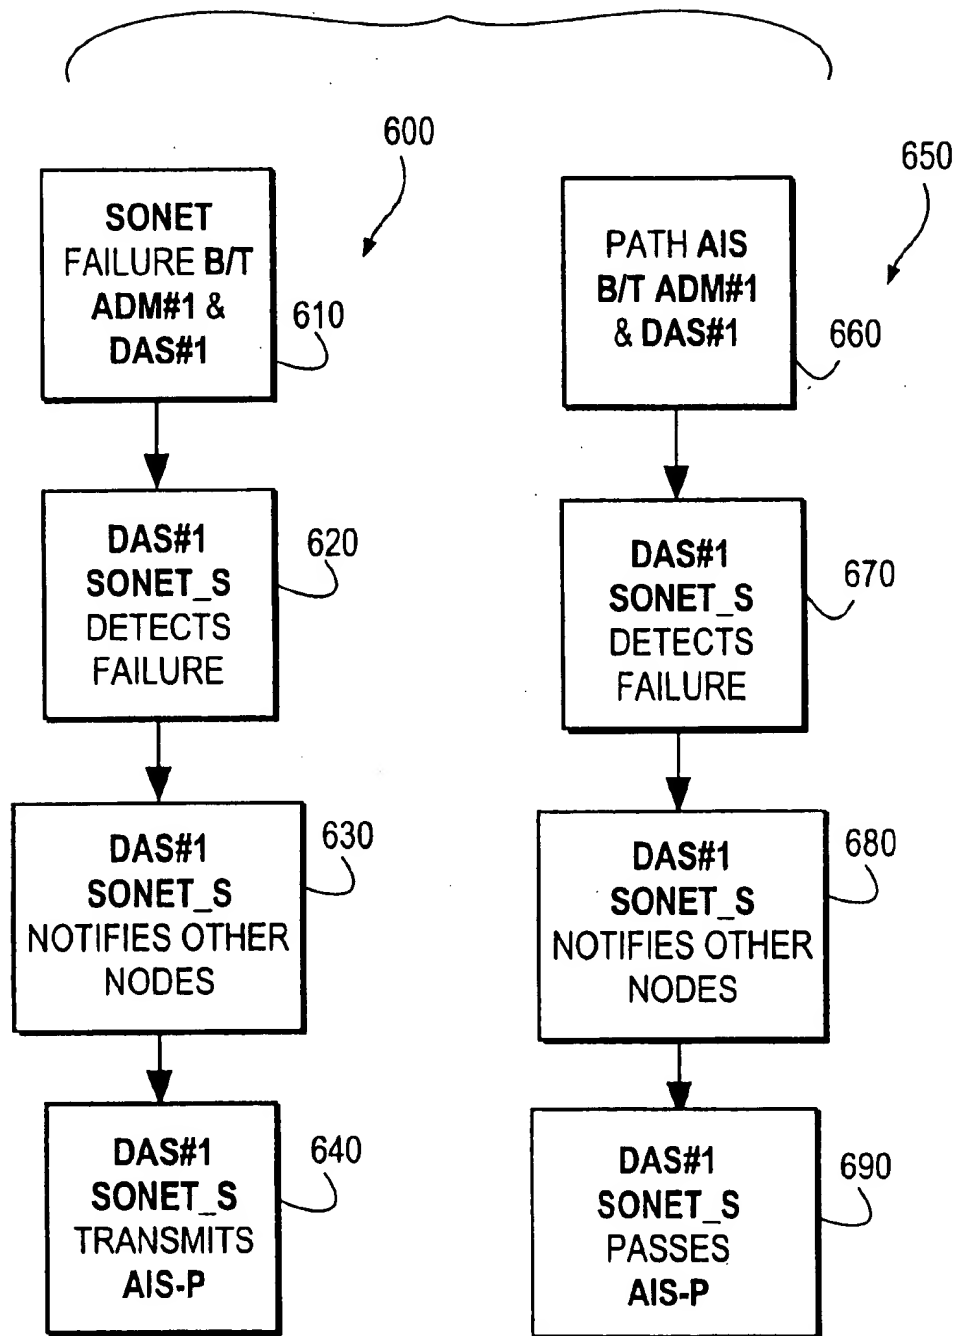 600
SONET
FAILURE B/T
ADM#1 &
DAS#1
610
DAS#1
SONET_S
DETECTS
FAILURE
620
DAS#1
SONET_S
NOTIFIES OTHER
NODES
630
DAS#1
SONET_S
TRANSMITS
AIS-P
640
650
PATH AIS
B/T ADM#1
& DAS#1
660
DAS#1
SONET_S
DETECTS
FAILURE
670
DAS#1
SONET_S
NOTIFIES OTHER
NODES
680
DAS#1
SONET_S
PASSES
AIS-P
690